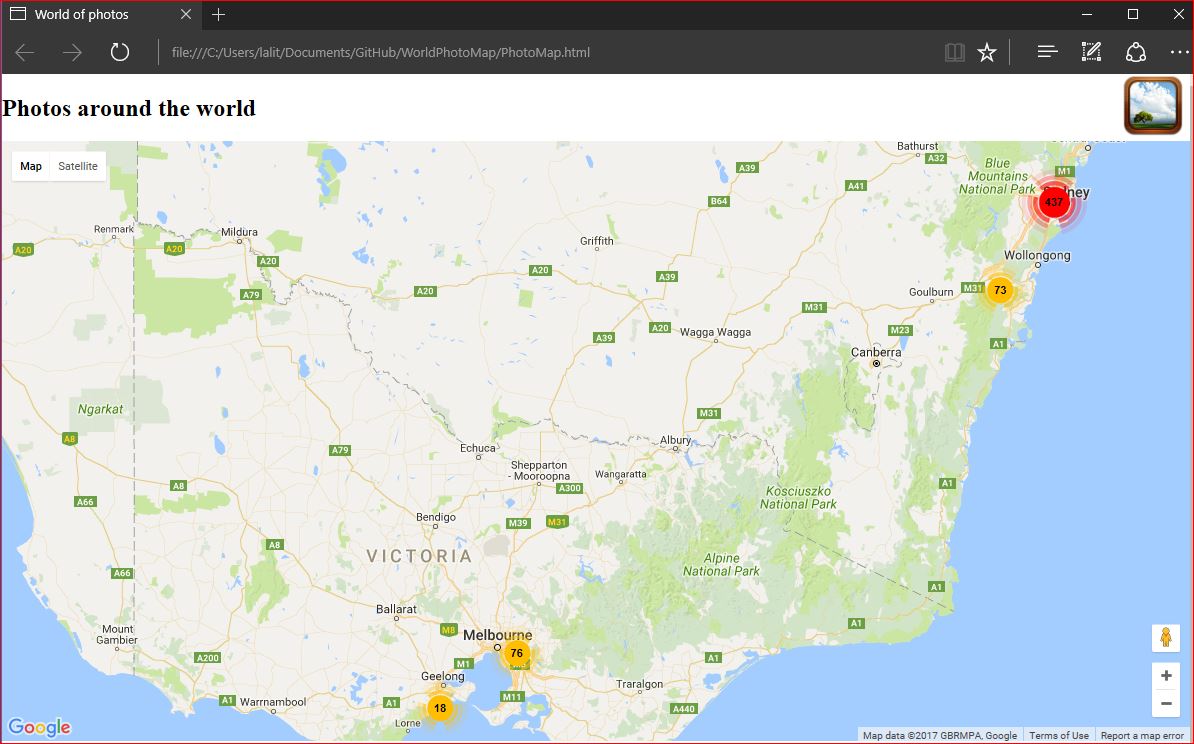 World of photos
file:///C:/Users/lalit/Documents/GitHub/WorldPhotoMap/PhotoMap.html
Photos around the world
Map Satellite
Bathurst
A32
Blue
Mountains
National Park
M1
A39
A41
B64
437
Renmark
Mildura
A20
A20
A20
Griffith
Wollongong
A20
A39
A79
A20
Goulburn
M31
73
M31
A20
Wagga Wagga
M23
A39
A1
Canberra
Ngarkat
M31
A8
Albury
A79
Echuca
Shepparton
- Mooroopna
Wangaratta
A8
A300
A1
A66
Kosciuszko
National Park
Bendigo
M39
M31
A8
VICTORIA
Alpine
National Park
A66
A1
Ballarat
A1
Mount
Gambier
M8
Melbourne
76
A200
M1
A1
Geelong
Traralgon
A1
Warrnambool
A1
M11
18
A440
Lorne
Google
Map data ©2017 GBRMPA, Google
Terms of Use
Report a map error